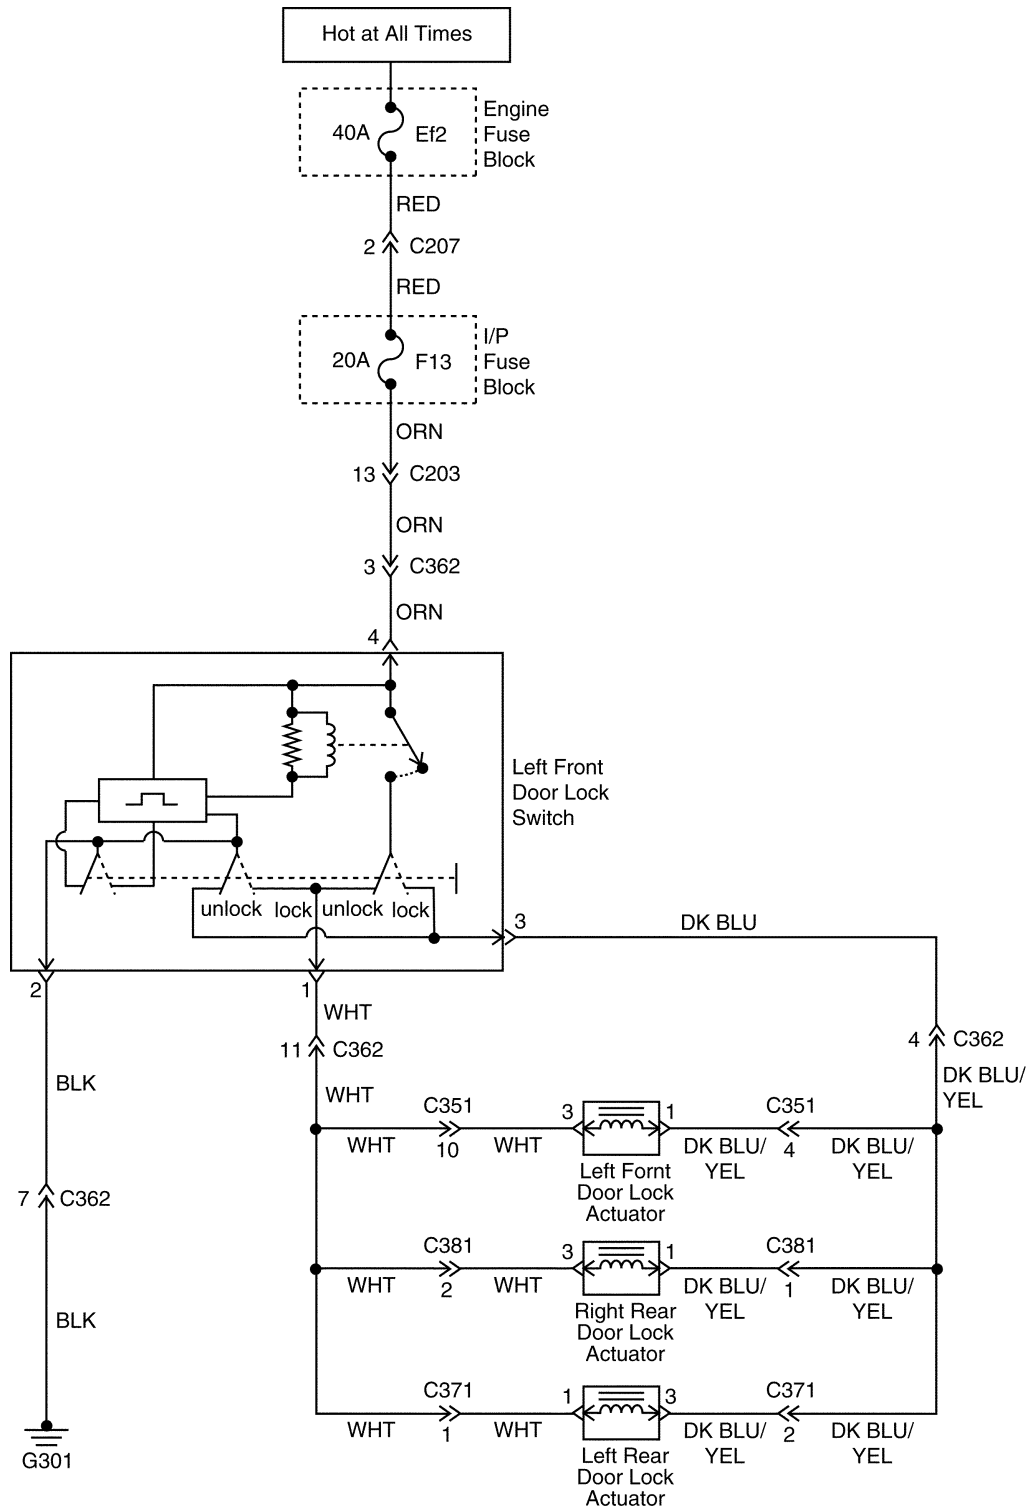 Hot at All Times
40A
Ef2
Engine
Fuse
Block
RED
2
C207
RED
20A
F13
I/P
Fuse
Block
ORN
13
C203
ORN
3
C362
ORN
4
Left Front
Door Lock
Switch
unlock
lock
unlock
lock
3
DK BLU
2
1
WHT
11
C362
4
C362
BLK
WHT
DK BLU/
YEL
C351
3
1
C351
WHT
10
WHT
DK BLU/
YEL
4
DK BLU/
YEL
Left Fornt
Door Lock
Actuator
7
C362
C381
3
1
C381
WHT
2
WHT
DK BLU/
YEL
1
DK BLU/
YEL
Right Rear
Door Lock
Actuator
BLK
C371
1
3
C371
WHT
1
WHT
DK BLU/
YEL
2
DK BLU/
YEL
Left Rear
Door Lock
Actuator
G301